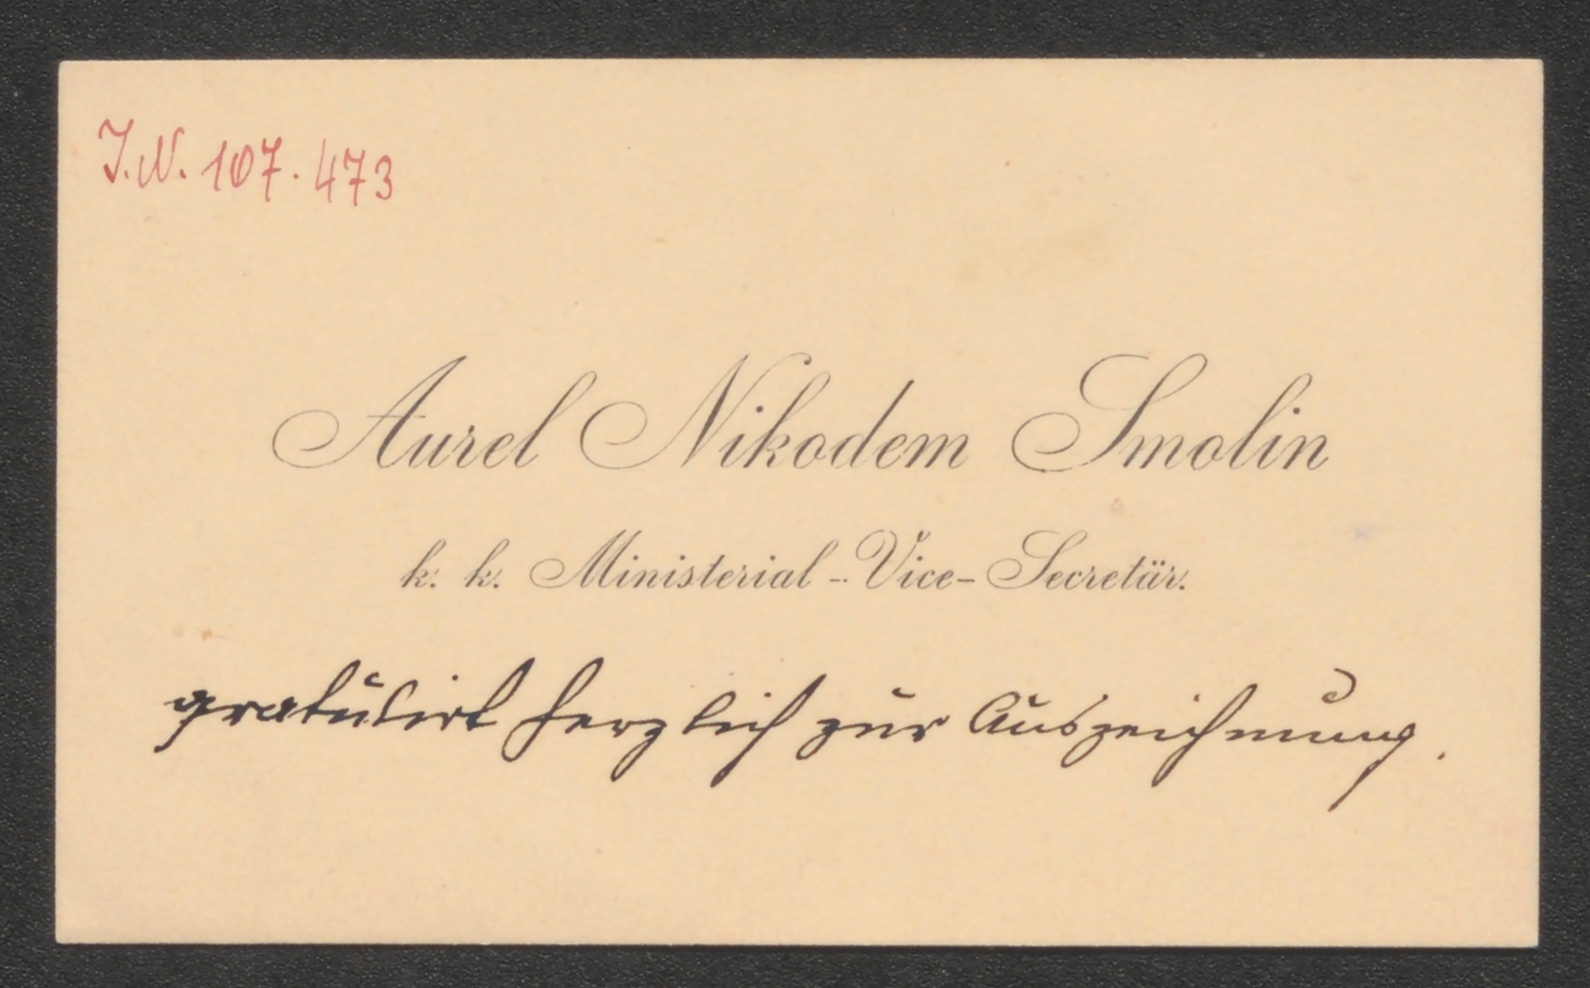 J.N. 107.473
Aurel Nikodem Smolin
k. k. Ministerial-Vice-Secretär.
gratulirt herzlich zur Auszeichnung.